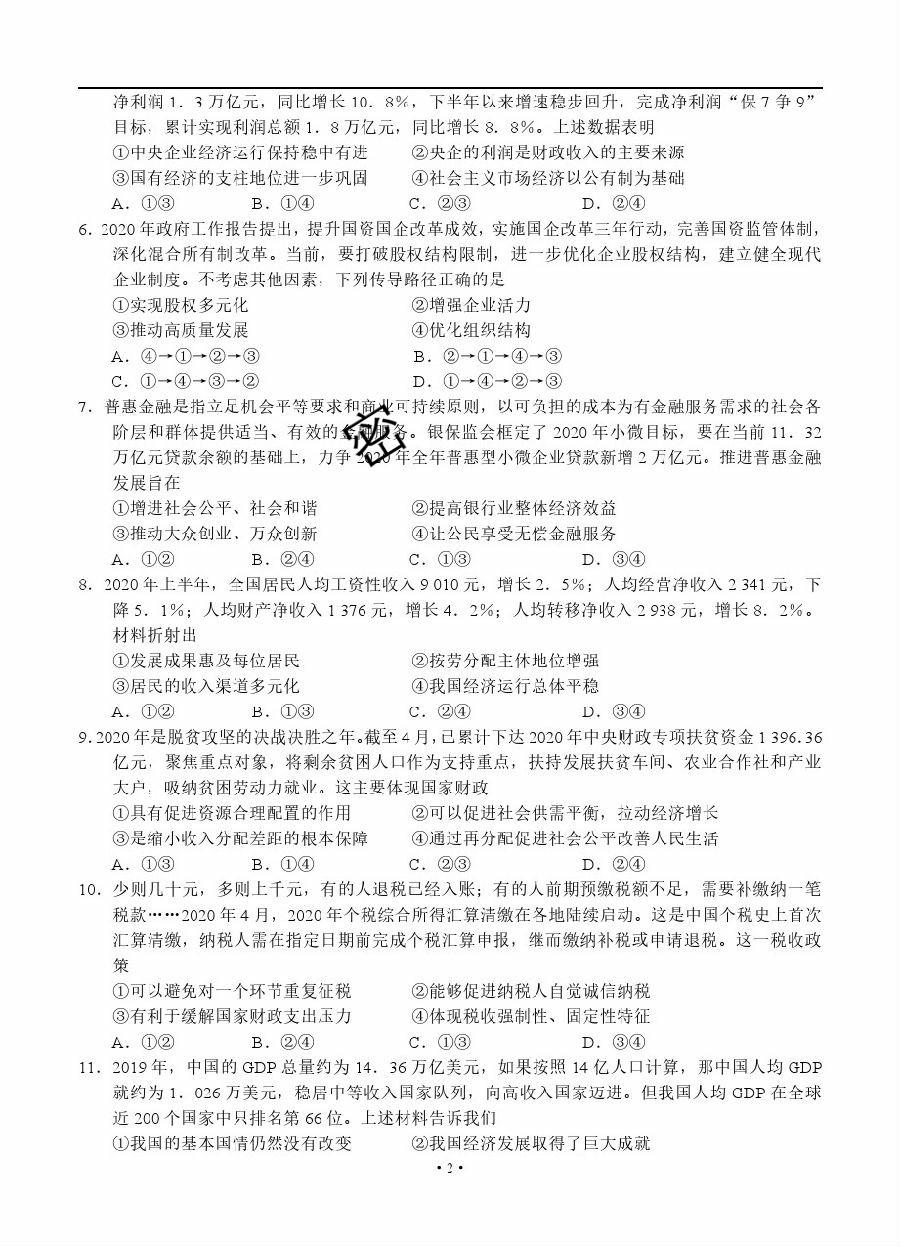 净利润 1．3 万亿元，同比增长 10．8％，下半年以来增速稳步回升，完成净利润“保 7 争 9”
目标，累计实现利润总额 1．8 万亿元，同比增长 8．8％。上述数据表明
①中央企业经济运行保持稳中有进 ②央企的利润是财政收入的主要来源
③国有经济的支柱地位进一步巩固 ④社会主义市场经济以公有制为基础
A．①③ B．①④ C．②③ D．②④
6．2020 年政府工作报告提出，提升国资国企改革成效，实施国企改革三年行动，完善国资监管体制，
深化混合所有制改革。当前，要打破股权结构限制，进一步优化企业股权结构，建立健全现代
企业制度。不考虑其他因素，下列传导路径正确的是
①实现股权多元化 ②增强企业活力
③推动高质量发展 ④优化组织结构
A．④→①→②→③ B．②→①→④→③
C．①→④→③→② D．①→④→②→③
7．普惠金融是指立足机会平等要求和商业可持续原则，以可负担的成本为有金融服务需求的社会各
阶层和群体提供适当、有效的金融服务。银保监会框定了 2020 年小微目标，要在当前 11．32
万亿元贷款余额的基础上，力争 2020 年全年普惠型小微企业贷款新增 2 万亿元。推进普惠金融
发展旨在
密
①增进社会公平、社会和谐 ②提高银行业整体经济效益
③推动大众创业、万众创新 ④让公民享受无偿金融服务
A．①② B．②④ C．①③ D．③④
8．2020 年上半年，全国居民人均工资性收入 9 010 元，增长 2．5％；人均经营净收入 2 341 元，下
降 5．1％；人均财产净收入 1 376 元，增长 4．2％；人均转移净收入 2 938 元，增长 8．2％。
材料折射出
①发展成果惠及每位居民 ②按劳分配主体地位增强
③居民的收入渠道多元化 ④我国经济运行总体平稳
A．①② B．①③ C．②④ D．③④
9．2020 年是脱贫攻坚的决战决胜之年。截至 4 月，已累计下达 2020 年中央财政专项扶贫资金 1 396.36
亿元，聚焦重点对象，将剩余贫困人口作为支持重点，扶持发展扶贫车间、农业合作社和产业
大户，吸纳贫困劳动力就业。这主要体现国家财政
①具有促进资源合理配置的作用 ②可以促进社会供需平衡，拉动经济增长
③是缩小收入分配差距的根本保障 ④通过再分配促进社会公平改善人民生活
A．①③ B．①④ C．②③ D．②④
10．少则几十元，多则上千元，有的人退税已经入账；有的人前期预缴税额不足，需要补缴纳一笔
税款……2020 年 4 月，2020 年个税综合所得汇算清缴在各地陆续启动。这是中国个税史上首次
汇算清缴，纳税人需在指定日期前完成个税汇算申报，继而缴纳补税或申请退税。这一税收政
策
①可以避免对一个环节重复征税 ②能够促进纳税人自觉诚信纳税
③有利于缓解国家财政支出压力 ④体现税收强制性、固定性特征
A．①② B．②④ C．①③ D．③④
11．2019 年，中国的 GDP 总量约为 14．36 万亿美元，如果按照 14 亿人口计算，那中国人均 GDP
就约为 1．026 万美元，稳居中等收入国家队列，向高收入国家迈进。但我国人均 GDP 在全球
近 200 个国家中只排名第 66 位。上述材料告诉我们
①我国的基本国情仍然没有改变 ②我国经济发展取得了巨大成就
·2·